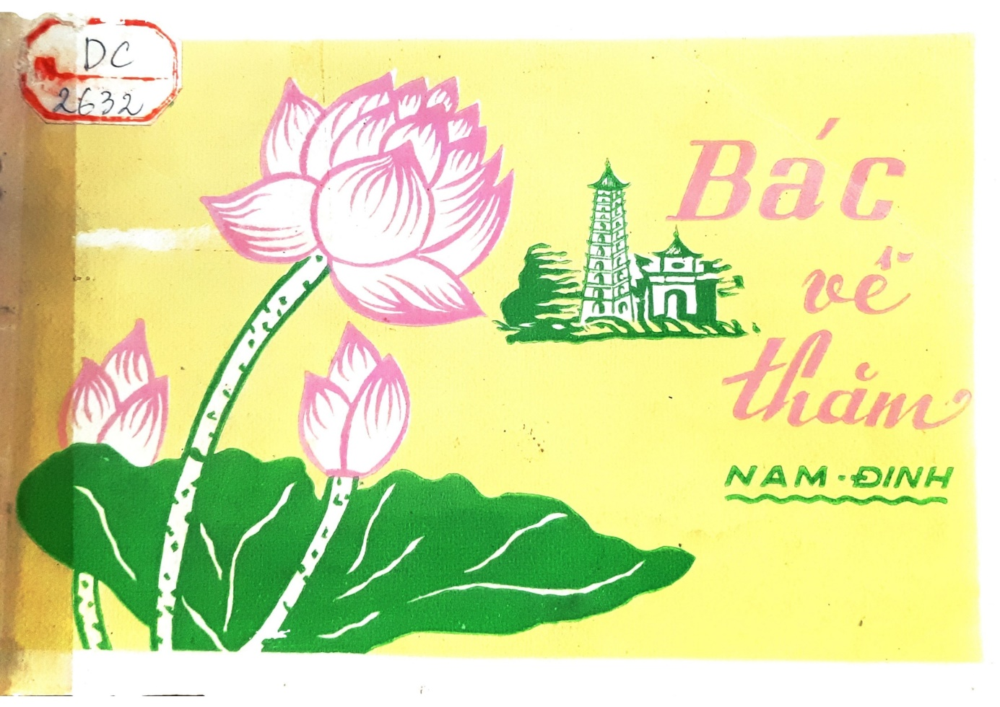 DC
2632
Bác
về
thăm
NAM-ĐINH